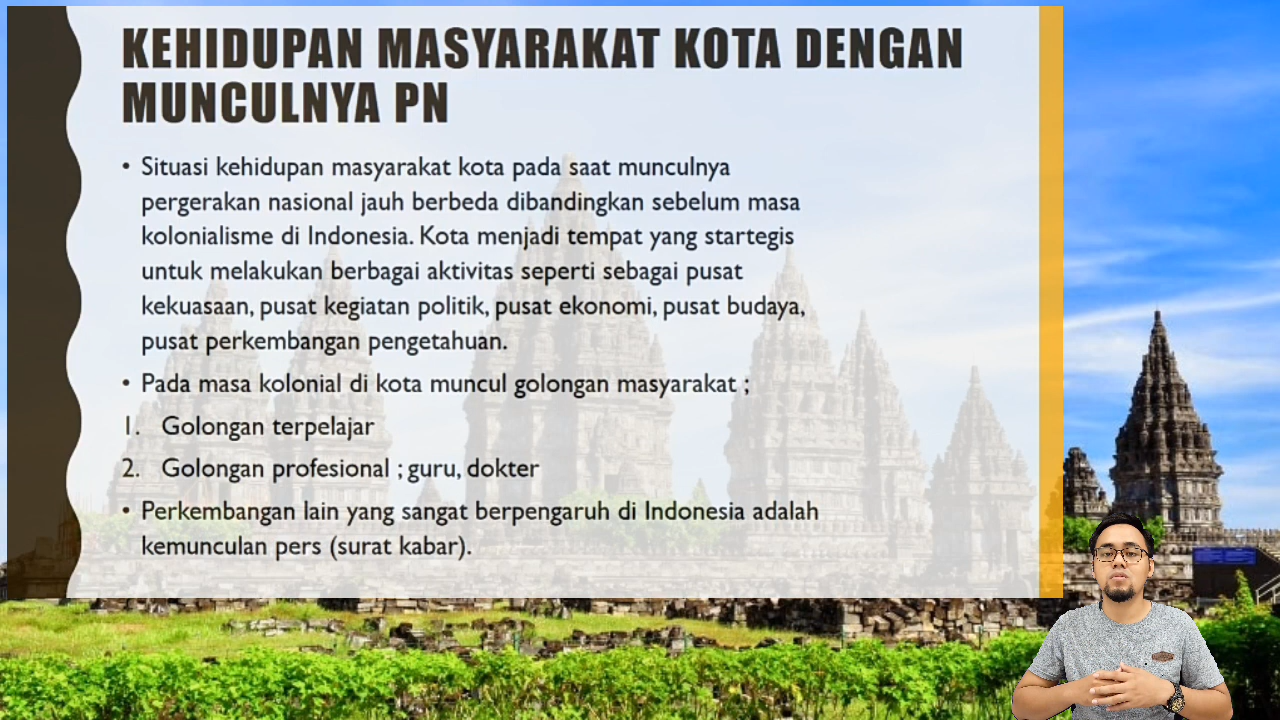 KEHIDUPAN MASYARAKAT KOTA DENGAN
MUNCULNYA PN
• Situasi kehidupan masyarakat kota pada saat munculnya
pergerakan nasional jauh berbeda dibandingkan sebelum masa
kolonialisme di Indonesia. Kota menjadi tempat yang startegis
untuk melakukan berbagai aktivitas seperti sebagai pusat
kekuasaan, pusat kegiatan politik, pusat ekonomi, pusat budaya,
pusat perkembangan pengetahuan.
• Pada masa kolonial di kota muncul golongan masyarakat ;
1. Golongan terpelajar
2. Golongan profesional ; guru, dokter
• Perkembangan lain yang sangat berpengaruh di Indonesia adalah
kemunculan pers (surat kabar).